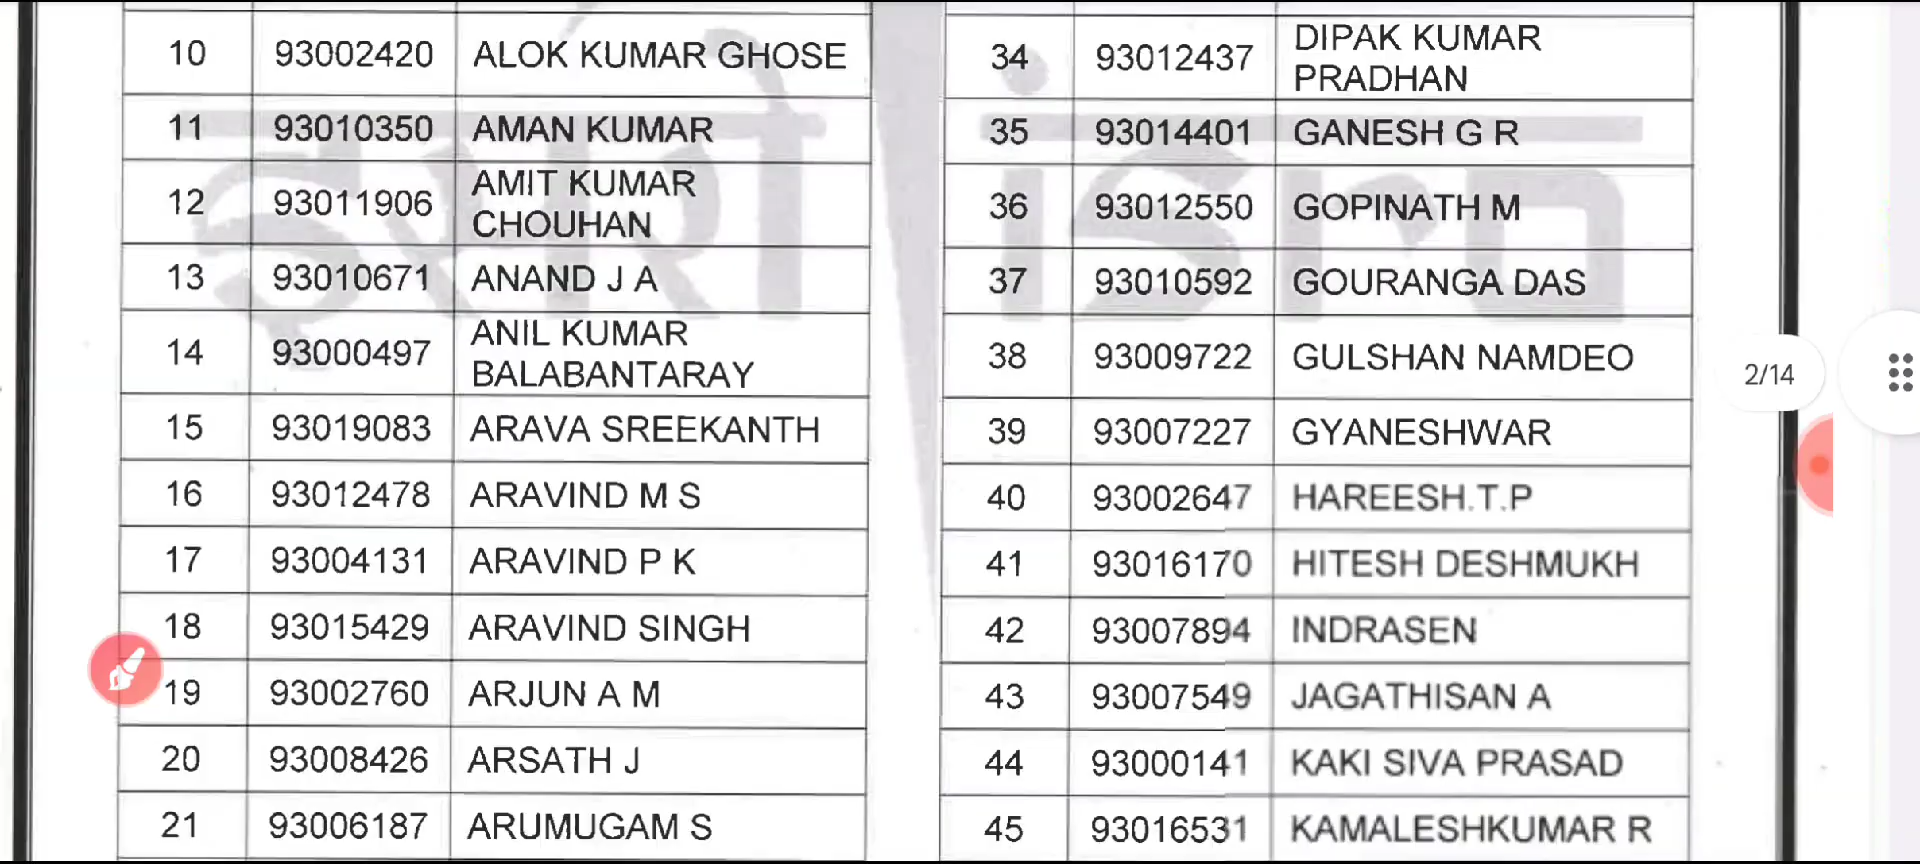 10 93002420 ALOK KUMAR GHOSE
11 93010350 AMAN KUMAR
12 93011906 AMIT KUMAR
CHOUHAN
13 93010671 ANAND J A
14 93000497 ANIL KUMAR
BALABANTARAY
15 93019083 ARAVA SREEKANTH
16 93012478 ARAVIND M S
17 93004131 ARAVIND P K
18 93015429 ARAVIND SINGH
19 93002760 ARJUN A M
20 93008426 ARSATH J
21 93006187 ARUMUGAM S
34 93012437 DIPAK KUMAR
PRADHAN
35 93014401 GANESH G R
36 93012550 GOPINATH M
37 93010592 GOURANGA DAS
38 93009722 GULSHAN NAMDEO
39 93007227 GYANESHWAR
40 93002647 HAREESH.T.P
41 93016170 HITESH DESHMUKH
42 93007894 INDRASEN
43 93007549 JAGATHISAN A
44 93000141 KAKI SIVA PRASAD
45 93016531 KAMALESHKUMAR R
इसरो isro
2/14